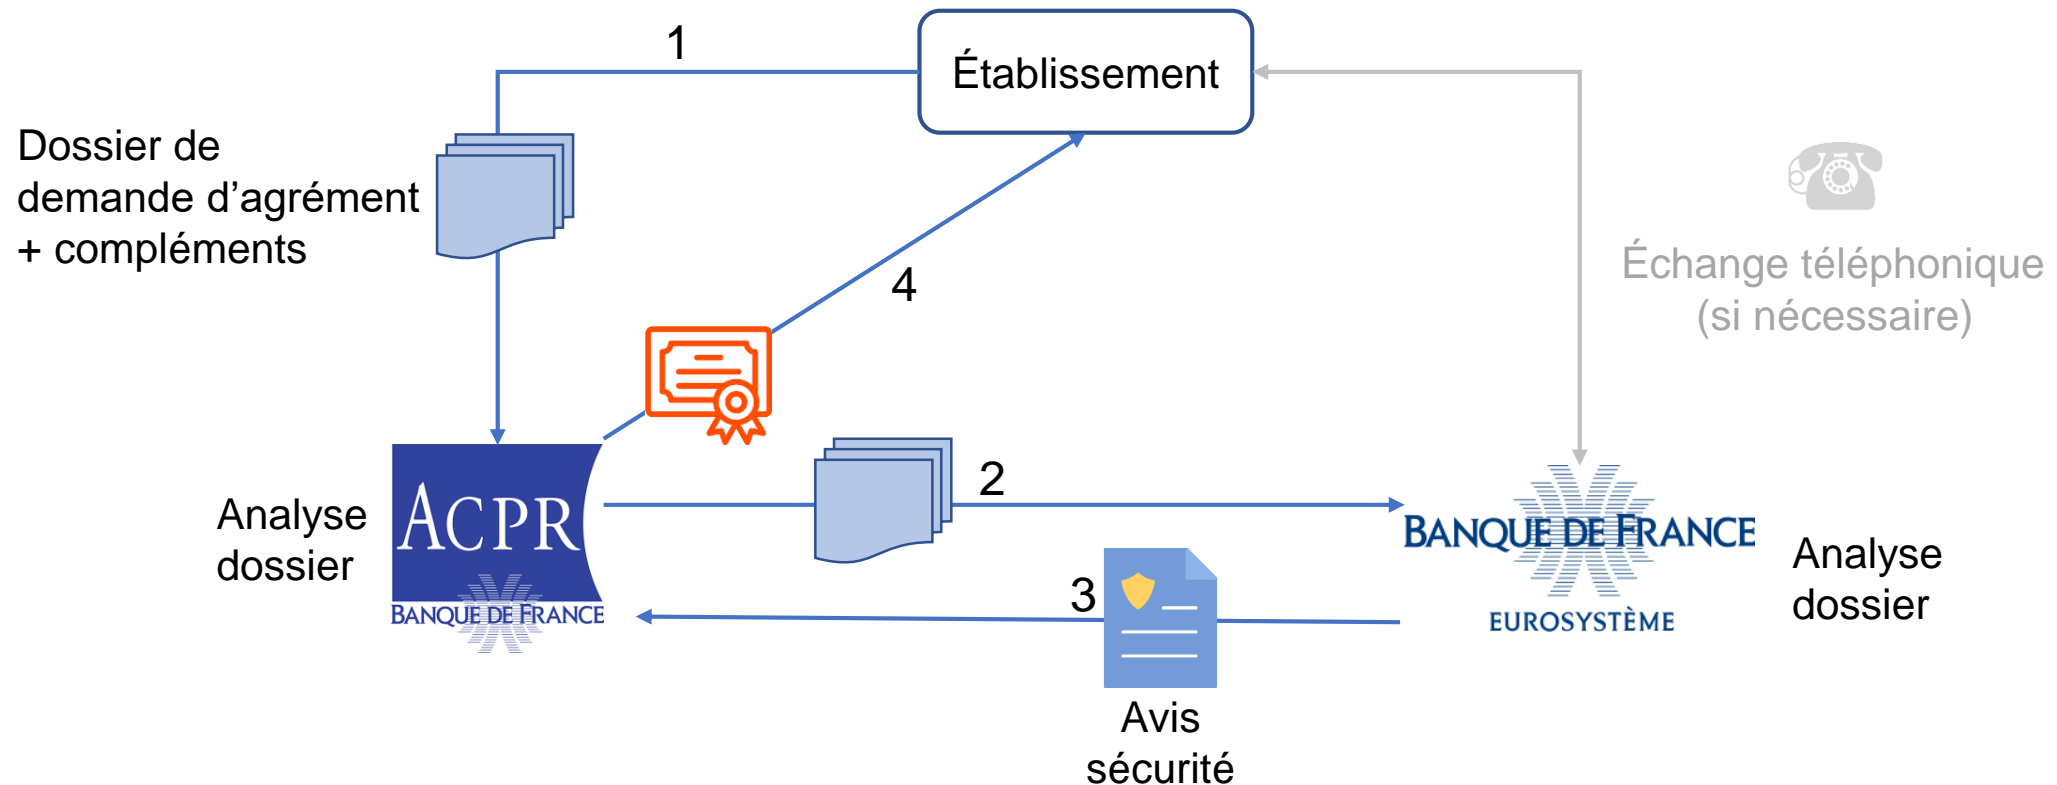 1
Établissement
Dossier de
demande d’agrément
+ compléments
Échange téléphonique
(si nécessaire)
4
2
Analyse
dossier
ACPR
BANQUE DE FRANCE
BANQUE DE FRANCE
EUROSYSTÈME
Analyse
dossier
3
Avis
sécurité